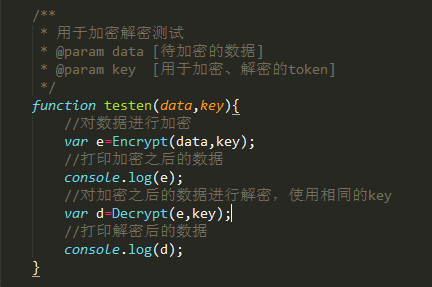 /**
 * 用于加密解密测试
 * @param data [待加密的数据]
 * @param key  [用于加密、解密的token]
 */
function testen(data,key){
    //对数据进行加密
    var e=Encrypt(data,key);
    //打印加密之后的数据
    console.log(e);
    //对加密之后的数据进行解密，使用相同的key
    var d=Decrypt(e,key);
    //打印解密后的数据
    console.log(d);
}